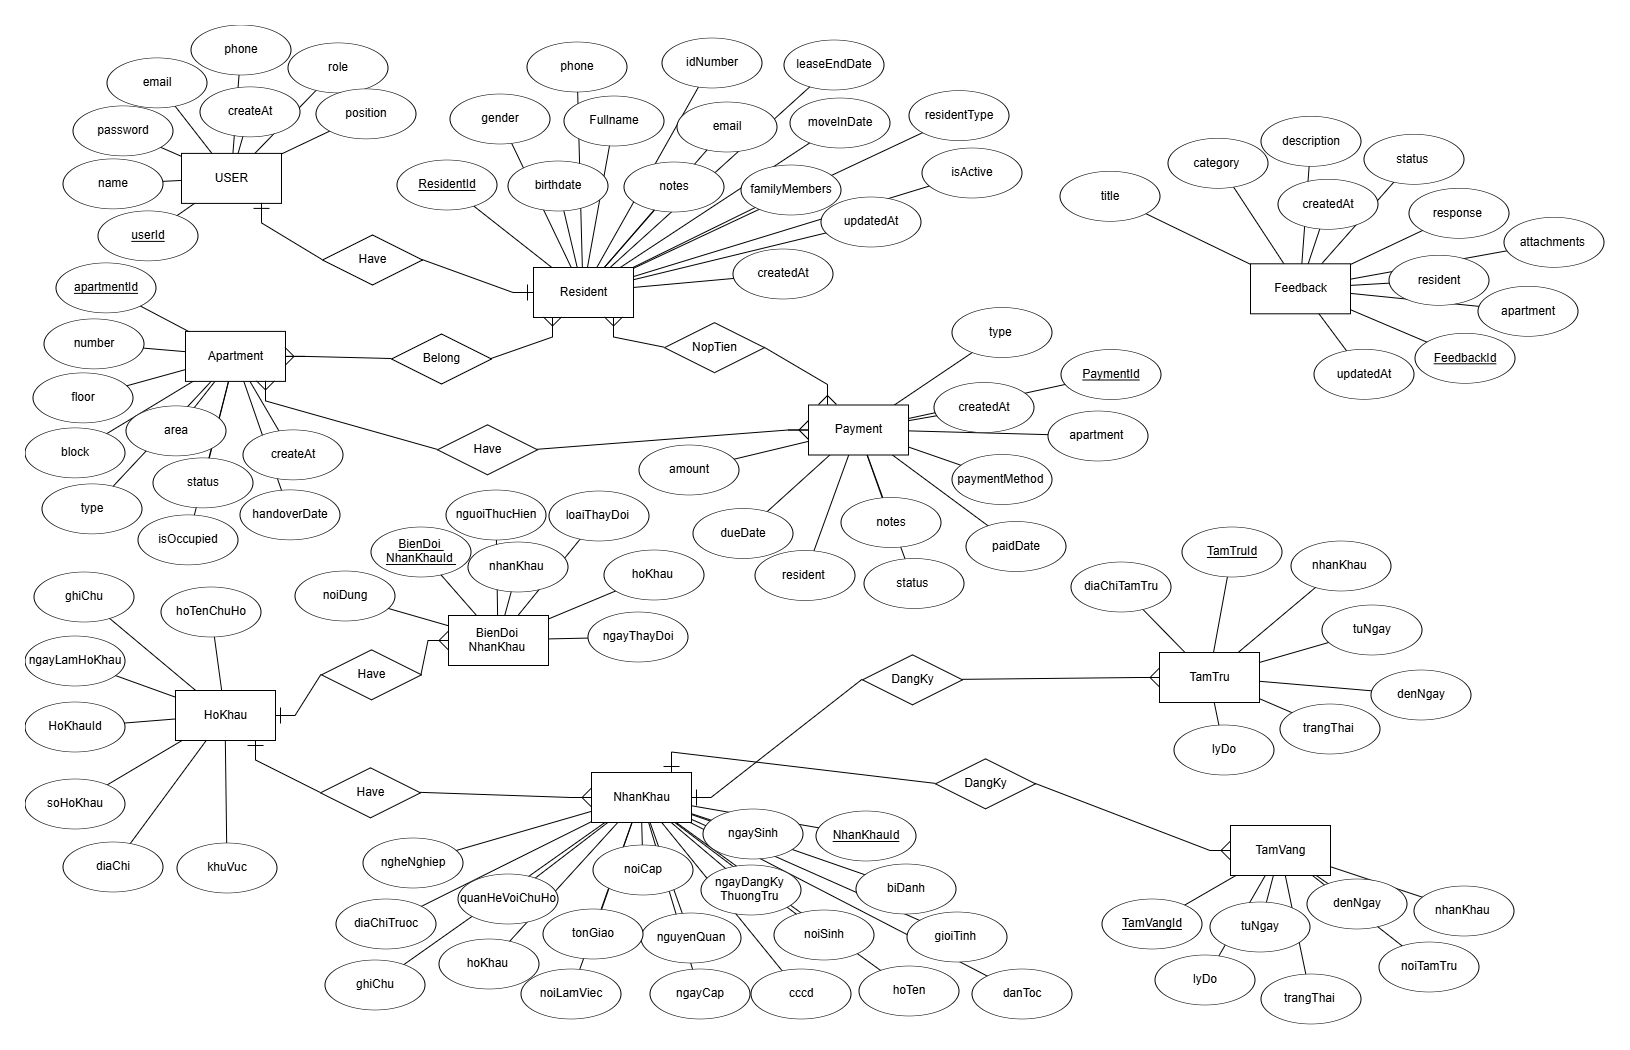 phone
email
role
createAt
position
password
USER
name
userId
Have
phone
idNumber
leaseEndDate
gender
Fullname
email
moveInDate
residentType
ResidentId
birthdate
notes
familyMembers
isActive
updatedAt
createdAt
Resident
category
description
status
title
createdAt
response
attachments
Feedback
resident
apartment
FeedbackId
updatedAt
apartmentId
number
Apartment
floor
area
block
createAt
status
type
handoverDate
isOccupied
Belong
NopTien
Have
type
PaymentId
createdAt
Payment
apartment
amount
paymentMethod
dueDate
notes
paidDate
resident
status
nguoiThucHien
loaiThayDoi
BienDoi
NhanKhauId
nhanKhau
hoKhau
noiDung
BienDoi
NhanKhau
ngayThayDoi
ghiChu
hoTenChuHo
ngayLamHoKhau
Have
HoKhau
HoKhauId
soHoKhau
diaChi
khuVuc
Have
TamTruId
nhanKhau
diaChiTamTru
tuNgay
DangKy
TamTru
denNgay
trangThai
lyDo
NhanKhau
DangKy
ngaySinh
NhanKhauId
ngheNghiep
noiCap
ngayDangKy
ThuongTru
biDanh
quanHeVoiChuHo
diaChiTruoc
tonGiao
nguyenQuan
noiSinh
gioiTinh
hoKhau
ghiChu
noiLamViec
ngayCap
cccd
hoTen
danToc
TamVang
denNgay
nhanKhau
TamVangId
tuNgay
noiTamTru
lyDo
trangThai